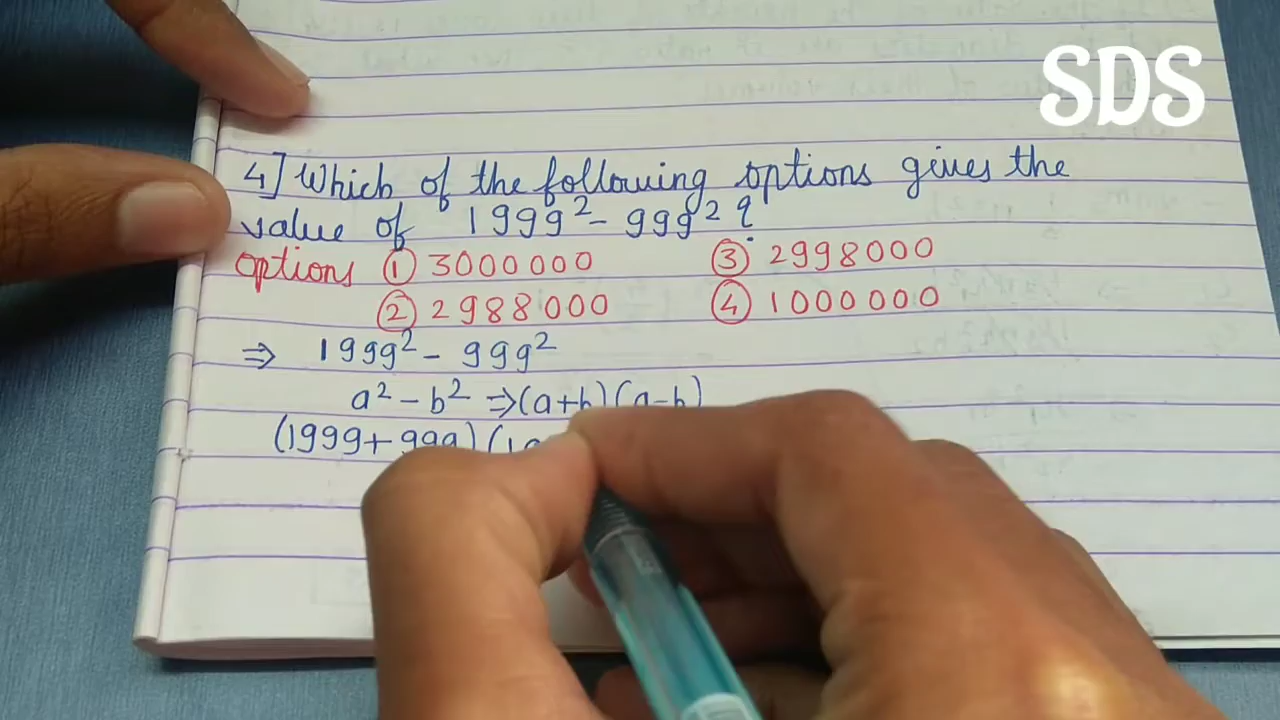 SDS
4] Which of the following options gives the
value of 1999² - 999² ?
options ① 3000000 ③ 2998000
② 2988000 ④ 1000000
⇒ 1999² - 999²
a² - b² ⇒ (a+b)(a-b)
(1999+999)(19